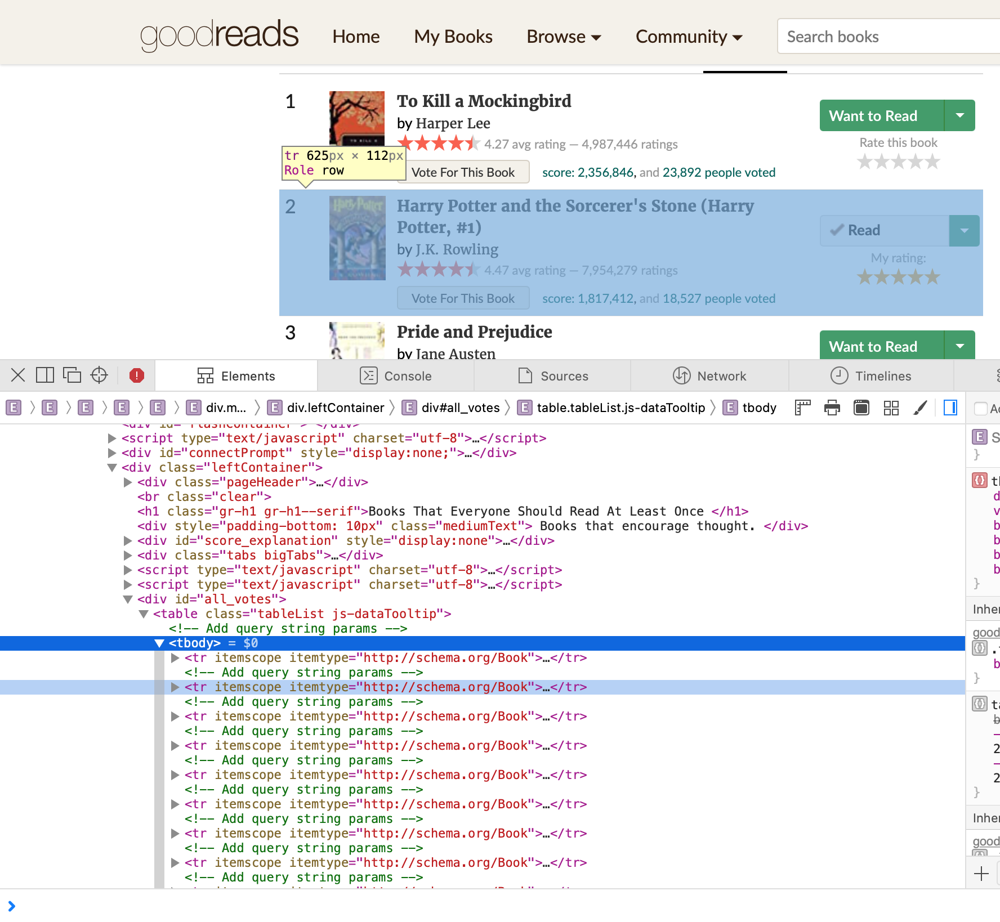 goodreads Home My Books Browse Community Search books
1 To Kill a Mockingbird
by Harper Lee
4.27 avg rating — 4,987,446 ratings
Vote For This Book score: 2,356,846, and 23,892 people voted
Want to Read
Rate this book
tr 625px × 112px
Role row
2 Harry Potter and the Sorcerer's Stone (Harry
Potter, #1)
by J.K. Rowling
4.47 avg rating — 7,954,279 ratings
Vote For This Book score: 1,817,412, and 18,527 people voted
Read
My rating:
3 Pride and Prejudice
by Jane Austen
Want to Read
Elements Console Sources Network Timelines
E E E E E E div.m... E div.leftContainer E div#all_votes E table.tableList.js-dataTooltip E tbody
<div id="flashContainer"> </div>
<script type="text/javascript" charset="utf-8">…</script>
<div id="connectPrompt" style="display:none;">…</div>
<div class="leftContainer">
<div class="pageHeader">…</div>
<br class="clear">
<h1 class="gr-h1 gr-h1--serif">Books That Everyone Should Read At Least Once </h1>
<div style="padding-bottom: 10px" class="mediumText"> Books that encourage thought. </div>
<div id="score_explanation" style="display:none">…</div>
<div class="tabs bigTabs">…</div>
<script type="text/javascript" charset="utf-8">…</script>
<script type="text/javascript" charset="utf-8">…</script>
<div id="all_votes">
<table class="tableList js-dataTooltip">
<!-- Add query string params -->
<tbody> = $0
<tr itemscope itemtype="http://schema.org/Book">…</tr>
<!-- Add query string params -->
<tr itemscope itemtype="http://schema.org/Book">…</tr>
<!-- Add query string params -->
<tr itemscope itemtype="http://schema.org/Book">…</tr>
<!-- Add query string params -->
<tr itemscope itemtype="http://schema.org/Book">…</tr>
<!-- Add query string params -->
<tr itemscope itemtype="http://schema.org/Book">…</tr>
<!-- Add query string params -->
<tr itemscope itemtype="http://schema.org/Book">…</tr>
<!-- Add query string params -->
<tr itemscope itemtype="http://schema.org/Book">…</tr>
<!-- Add query string params -->
<tr itemscope itemtype="http://schema.org/Book">…</tr>
<!-- Add query string params -->
E S
}
d
b
b
b
b
}
Inher
good
b
}
2
2
}
Inher
good